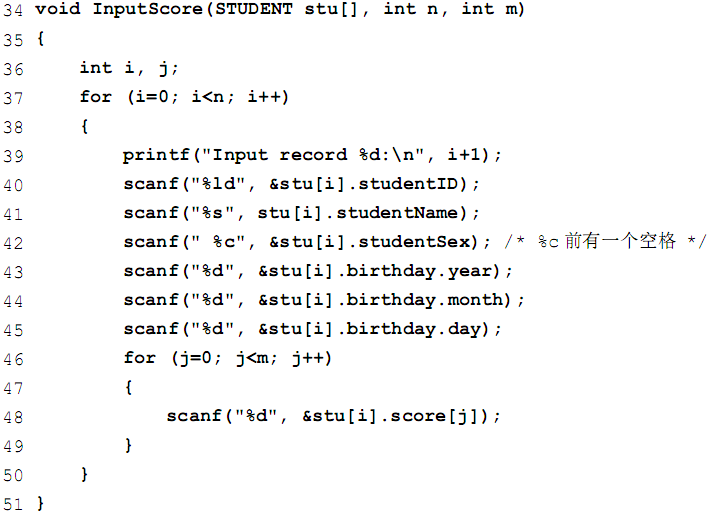 34 void InputScore(STUDENT stu[], int n, int m)
35 {
36     int i, j;
37     for (i=0; i<n; i++)
38     {
39         printf("Input record %d:\n", i+1);
40         scanf("%ld", &stu[i].studentID);
41         scanf("%s", stu[i].studentName);
42         scanf(" %c", &stu[i].studentSex); /* %c前有一个空格 */
43         scanf("%d", &stu[i].birthday.year);
44         scanf("%d", &stu[i].birthday.month);
45         scanf("%d", &stu[i].birthday.day);
46         for (j=0; j<m; j++)
47         {
48             scanf("%d", &stu[i].score[j]);
49         }
50     }
51 }